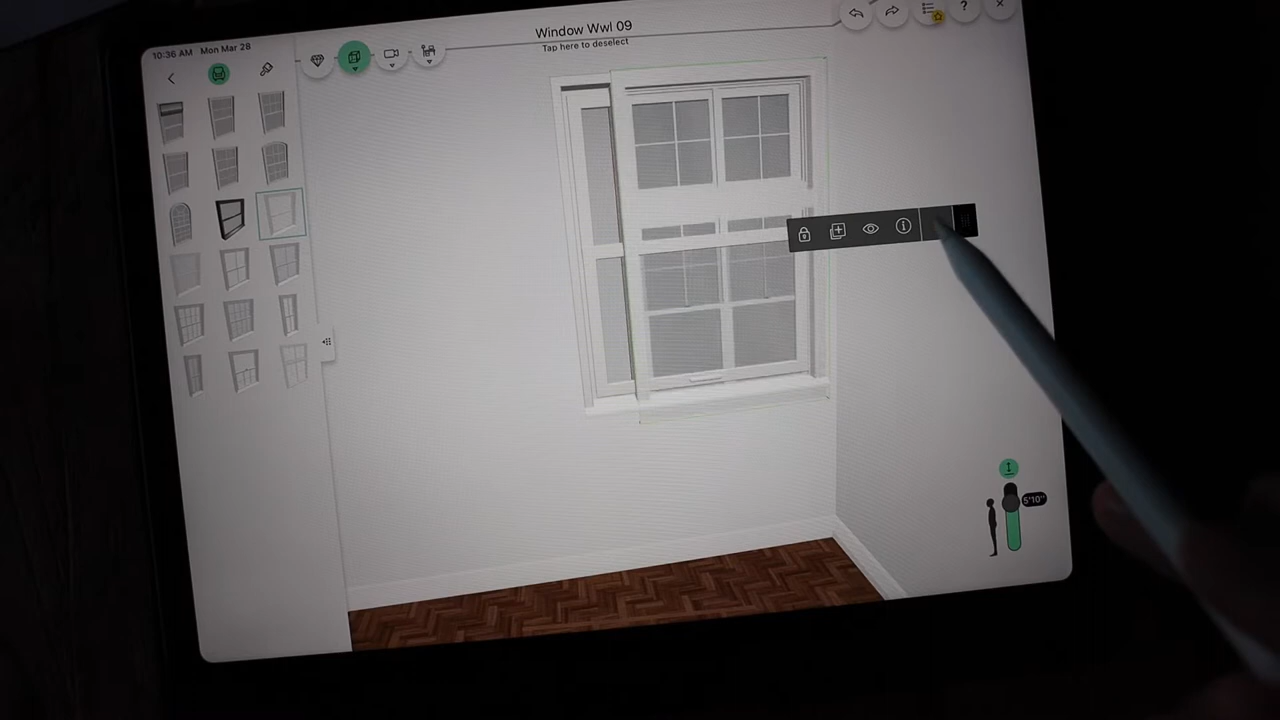 10:36 AM Mon Mar 28
Window Wwl 09
Tap here to deselect
?
5'10"